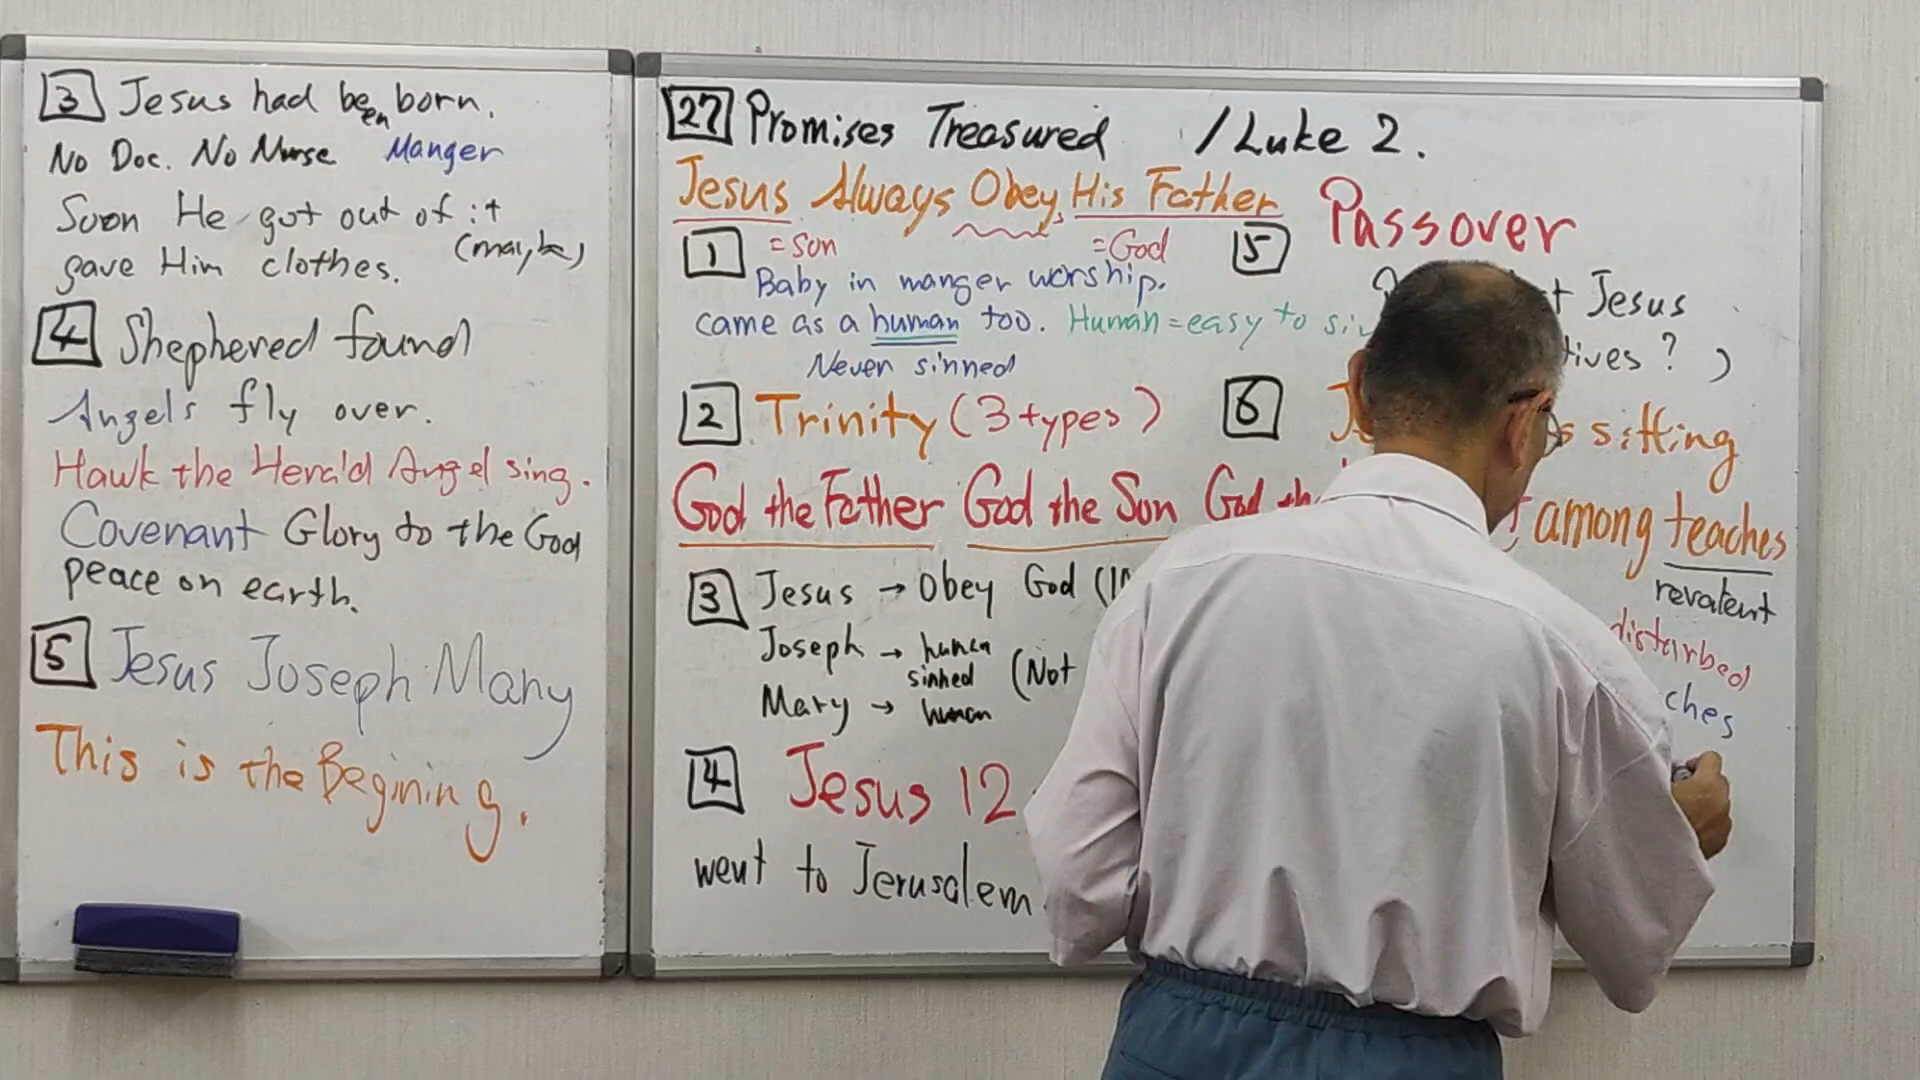 3 Jesus had been born.
No Doc. No Nurse Manger
Soon He got out of it
(maybe)
gave Him clothes.
4 Shephered found
Angels fly over.
Hawk the Herald Angel sing.
Covenant Glory to the God
peace on earth.
5 Jesus Joseph Many
This is the Begining.
27 Promises Treasured / Luke 2.
Jesus Always Obey, His Father
= Son = God
1 Baby in manger worship.
came as a human too. Human = easy to
Never sinned
2 Trinity (3 types)
God the Father God the Son God
3 Jesus → Obey God
Joseph → human
sinned (Not
Mary → human
4 Jesus 12
went to Jerusalem
5 Passover
Jesus
? )
6 sitting
among teaches
revatent
disturbed